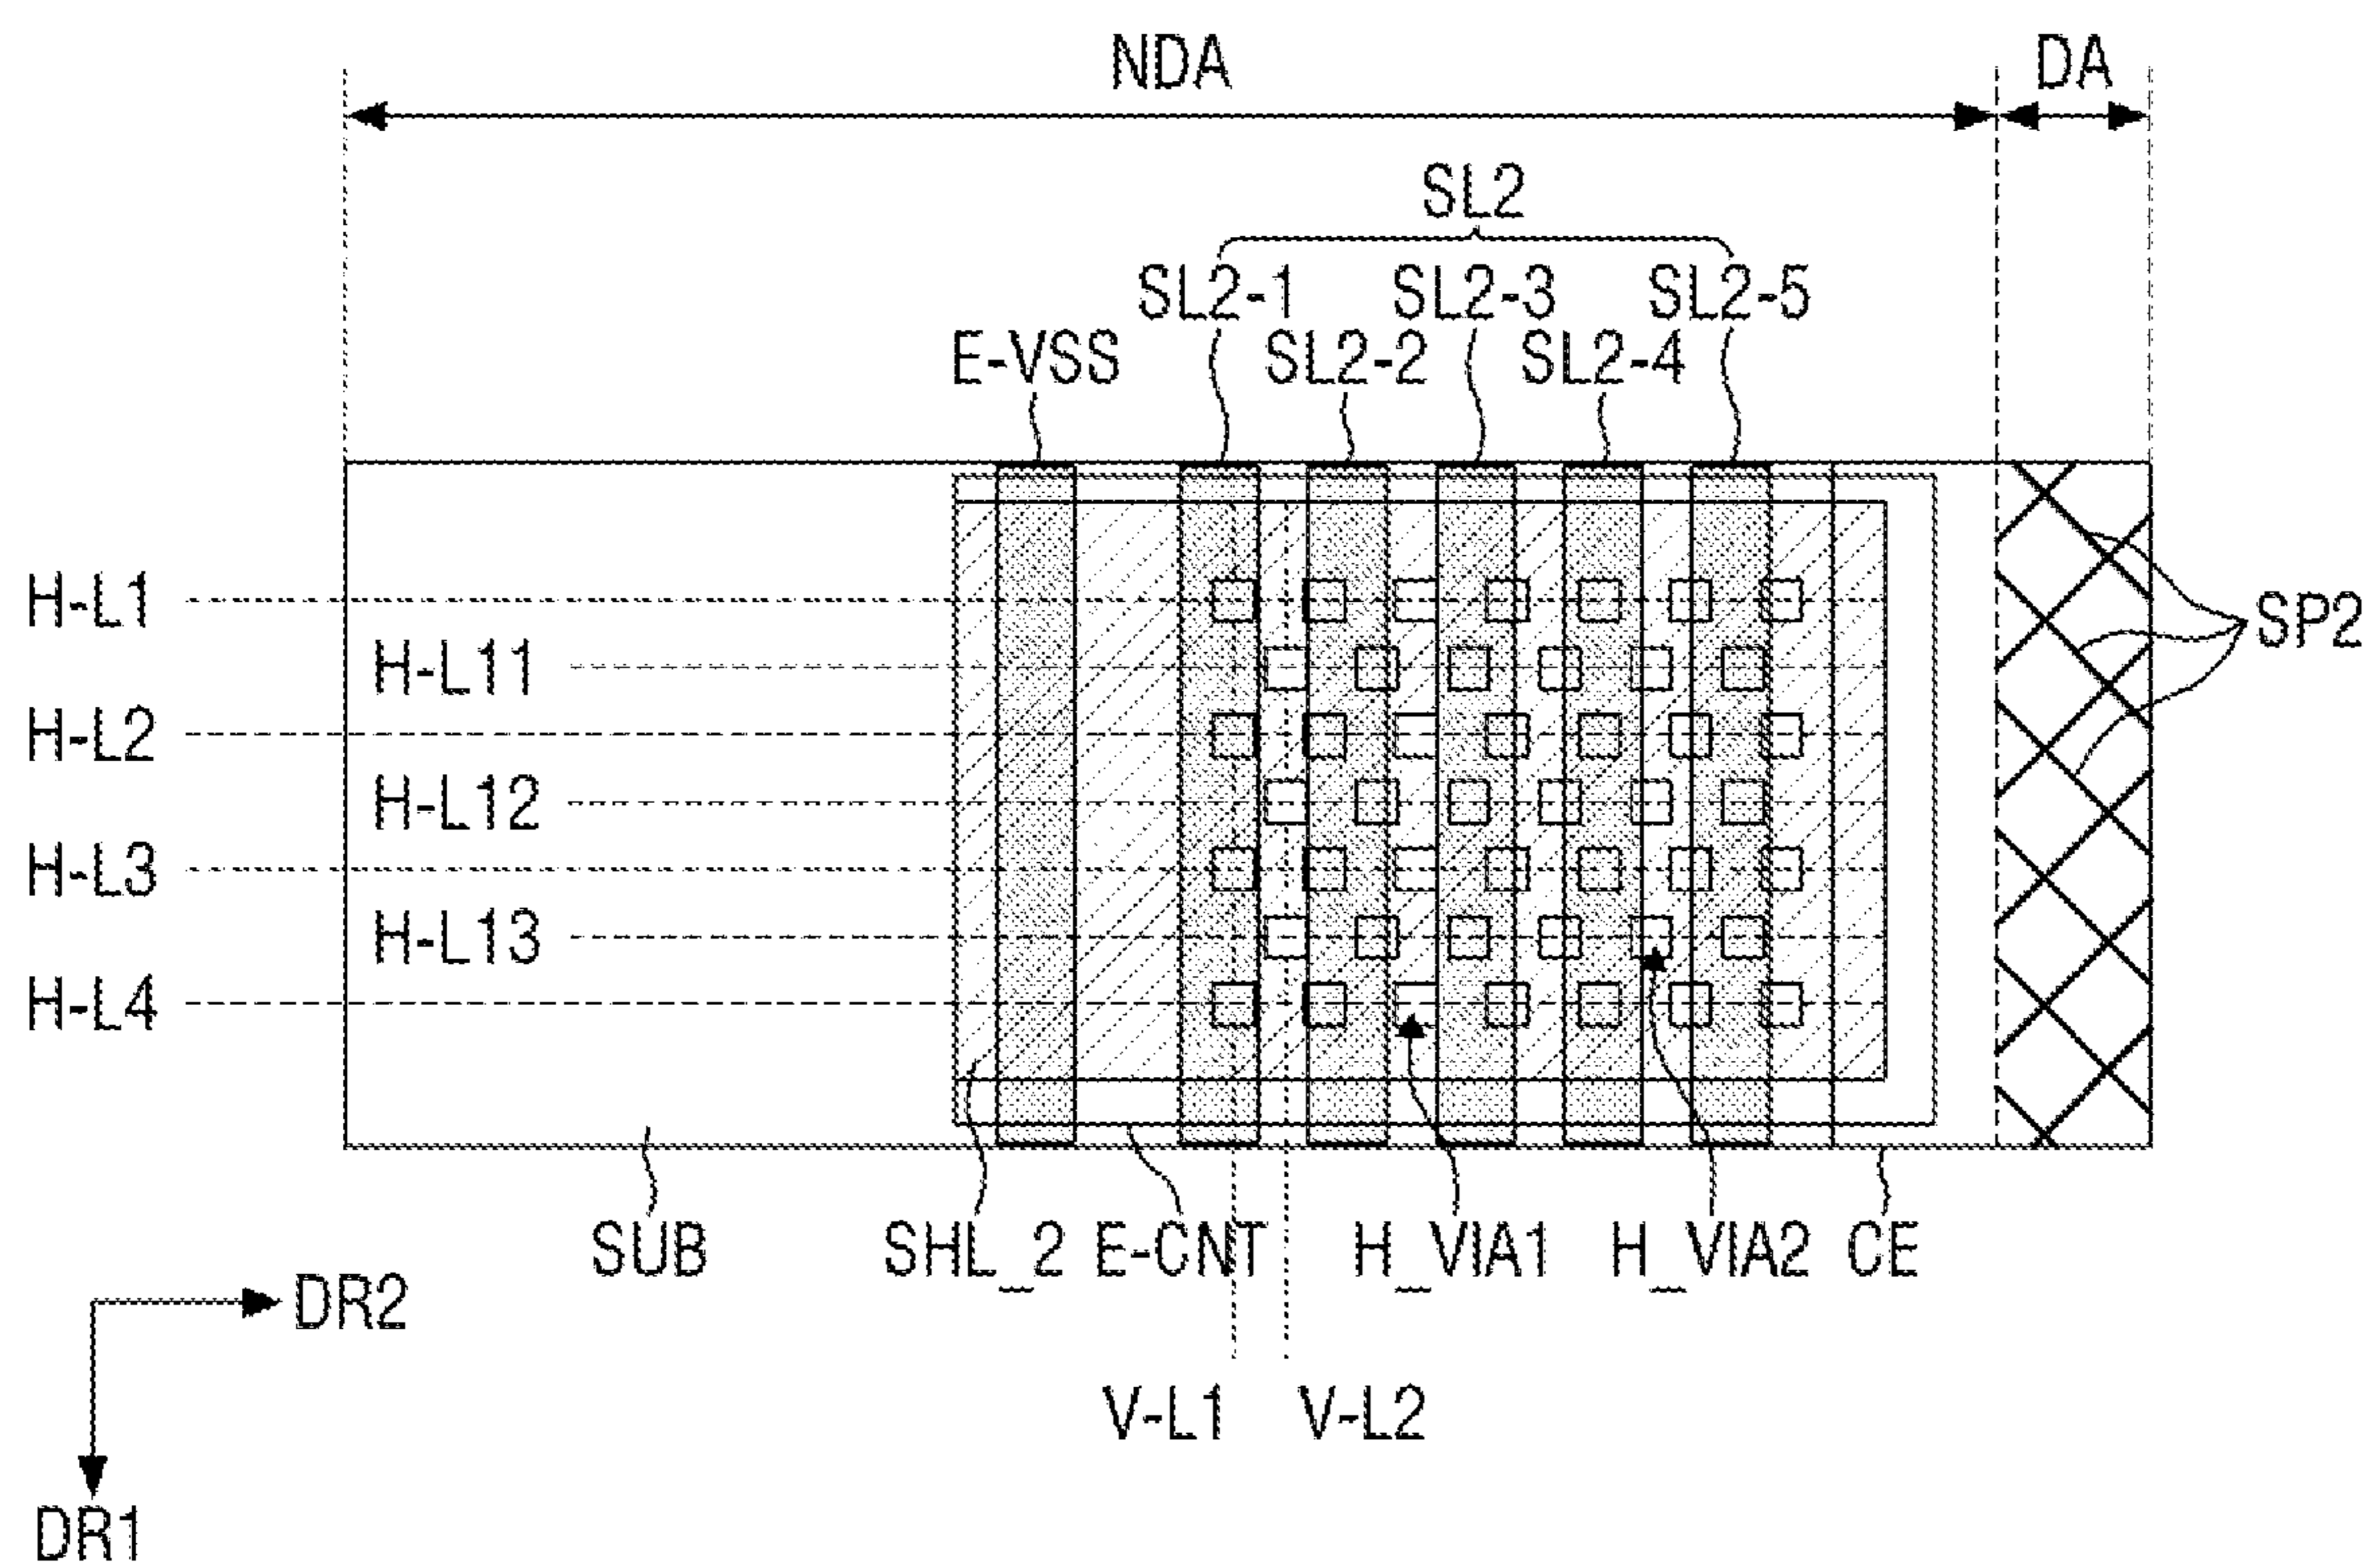 NDA DA
SL2
SL2-1 SL2-3 SL2-5
E-VSS SL2-2 SL2-4
H-L1
SP2
H-L11
H-L2
H-L12
H-L3
H-L13
H-L4
SUB SHL_2 E-CNT H_VIA1 H_VIA2 CE
DR2
V-L1 V-L2
DR1